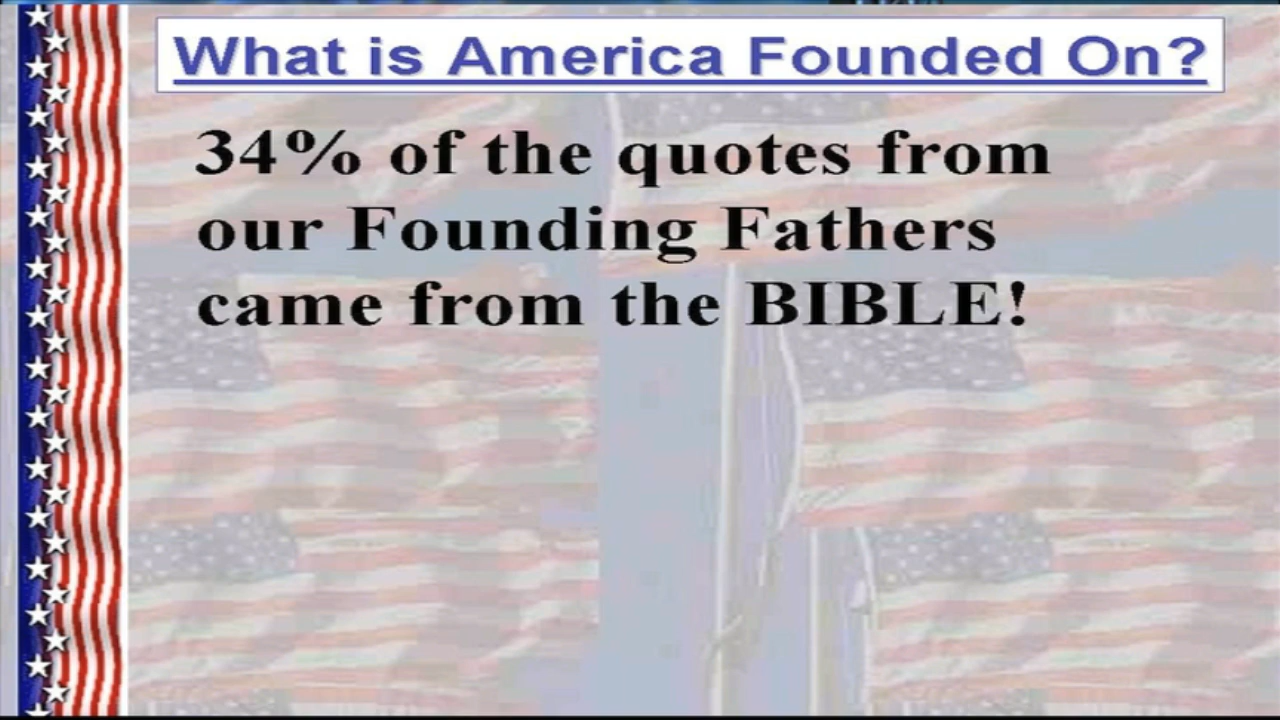 What is America Founded On?
34% of the quotes from
our Founding Fathers
came from the BIBLE!